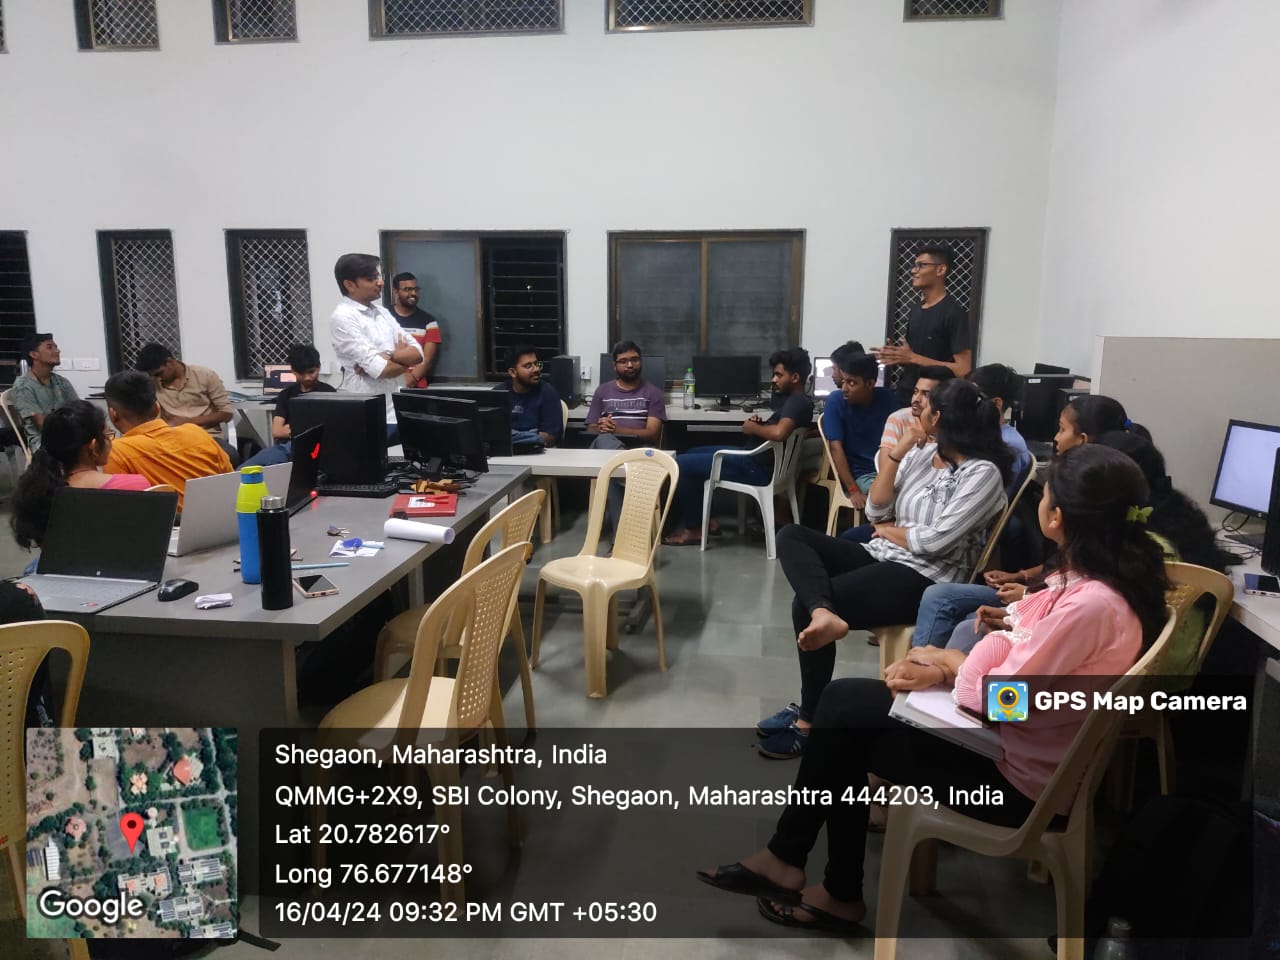 GPS Map Camera
Shegaon, Maharashtra, India
QMMG+2X9, SBI Colony, Shegaon, Maharashtra 444203, India
Lat 20.782617°
Long 76.677148°
16/04/24 09:32 PM GMT +05:30
Google